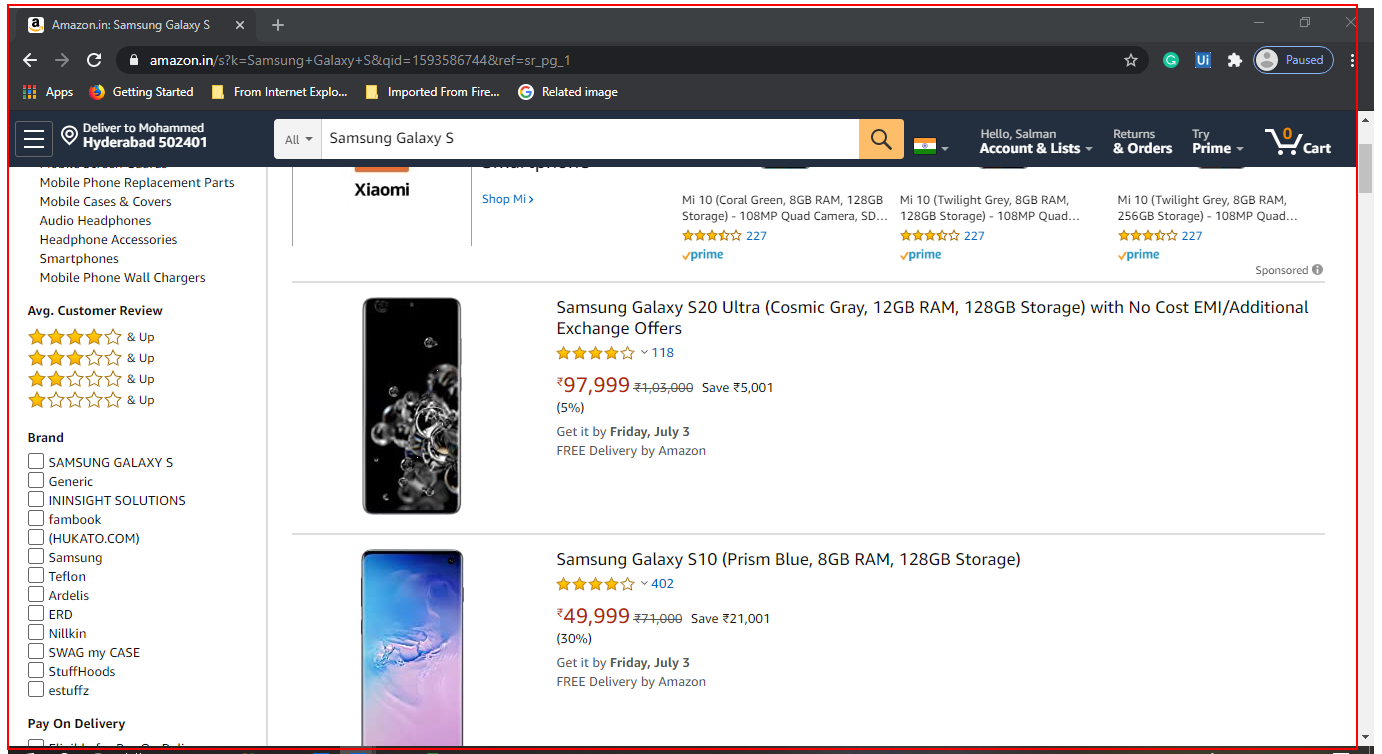 Amazon.in: Samsung Galaxy S
amazon.in/s?k=Samsung+Galaxy+S&qid=1593586744&ref=sr_pg_1
Paused
Apps
Getting Started
From Internet Explo...
Imported From Fire...
Related image
Deliver to Mohammed
Hyderabad 502401
All
Samsung Galaxy S
Hello, Salman
Account & Lists
Returns
& Orders
Try
Prime
0
Cart
Mobile Phone Replacement Parts
Mobile Cases & Covers
Audio Headphones
Headphone Accessories
Smartphones
Mobile Phone Wall Chargers
Avg. Customer Review
& Up
& Up
& Up
& Up
Brand
SAMSUNG GALAXY S
Generic
ININSIGHT SOLUTIONS
fambook
(HUKATO.COM)
Samsung
Teflon
Ardelis
ERD
Nillkin
SWAG my CASE
StuffHoods
estuffz
Pay On Delivery
Xiaomi
Smartphone
Shop Mi
Mi 10 (Coral Green, 8GB RAM, 128GB
Storage) - 108MP Quad Camera, SD...
227
prime
Mi 10 (Twilight Grey, 8GB RAM,
128GB Storage) - 108MP Quad...
227
prime
Mi 10 (Twilight Grey, 8GB RAM,
256GB Storage) - 108MP Quad...
227
prime
Sponsored
Samsung Galaxy S20 Ultra (Cosmic Gray, 12GB RAM, 128GB Storage) with No Cost EMI/Additional
Exchange Offers
118
₹97,999 ₹1,03,000 Save ₹5,001
(5%)
Get it by Friday, July 3
FREE Delivery by Amazon
Samsung Galaxy S10 (Prism Blue, 8GB RAM, 128GB Storage)
402
₹49,999 ₹71,000 Save ₹21,001
(30%)
Get it by Friday, July 3
FREE Delivery by Amazon